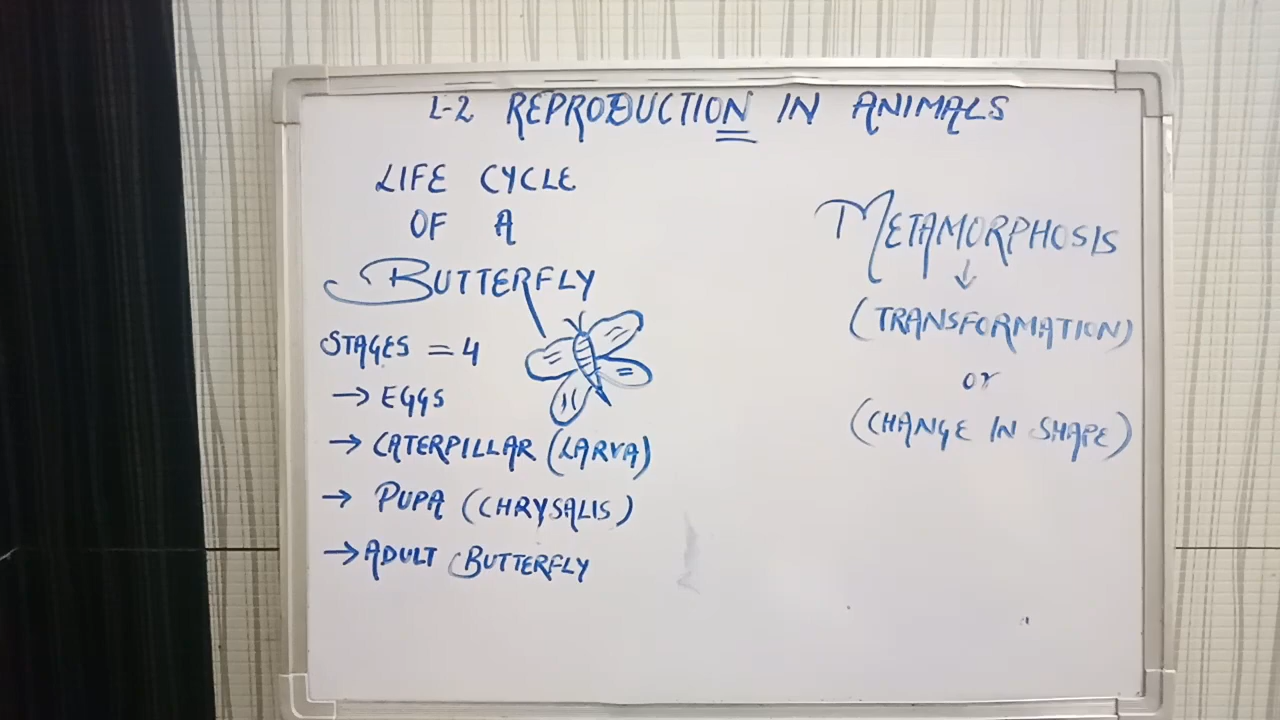 L-2 REPRODUCTION IN ANIMALS
LIFE CYCLE
OF A
BUTTERFLY
STAGES = 4
→ EGGS
→ CATERPILLAR (LARVA)
→ PUPA (CHRYSALIS)
→ ADULT BUTTERFLY
METAMORPHOSIS
↓
(TRANSFORMATION)
or
(CHANGE IN SHAPE)